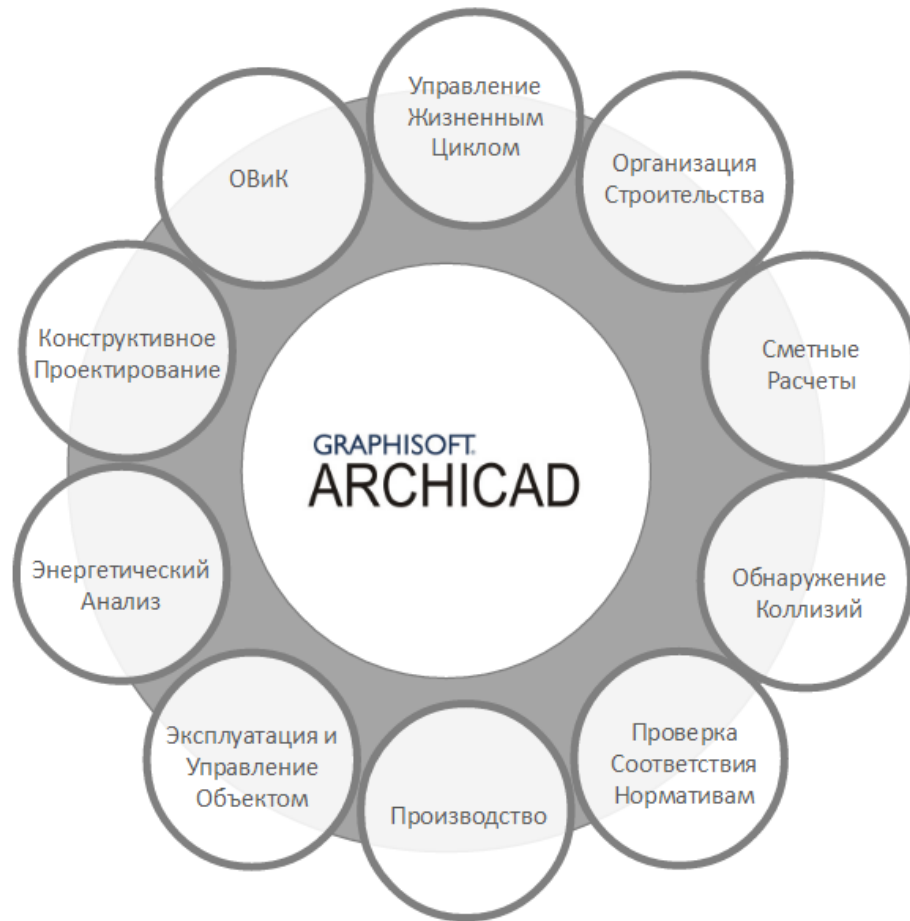 Управление
Жизненным
Циклом
Организация
Строительства
Сметные
Расчеты
Обнаружение
Коллизий
Проверка
Соответствия
Нормативам
Производство
Эксплуатация и
Управление
Объектом
Энергетический
Анализ
Конструктивное
Проектирование
ОВиК
GRAPHISOFT.
ARCHICAD